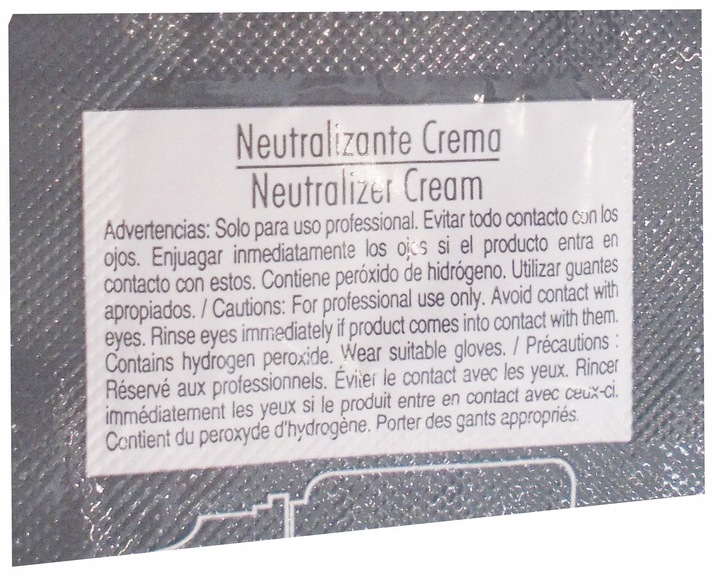 Neutralizante Crema
Neutralizer Cream
Advertencias: Solo para uso professional. Evitar todo contacto con los
ojos. Enjuagar inmediatamente los ojos si el producto entra en
contacto con estos. Contiene peróxido de hidrógeno. Utilizar guantes
apropiados. / Cautions: For professional use only. Avoid contact with
eyes. Rinse eyes immediately if product comes into contact with them.
Contains hydrogen peroxide. Wear suitable gloves. / Précautions :
Réservé aux professionnels. Éviter le contact avec les yeux. Rincer
immédiatement les yeux si le produit entre en contact avec ceux-ci.
Contient du peroxyde d'hydrogène. Porter des gants appropriés.